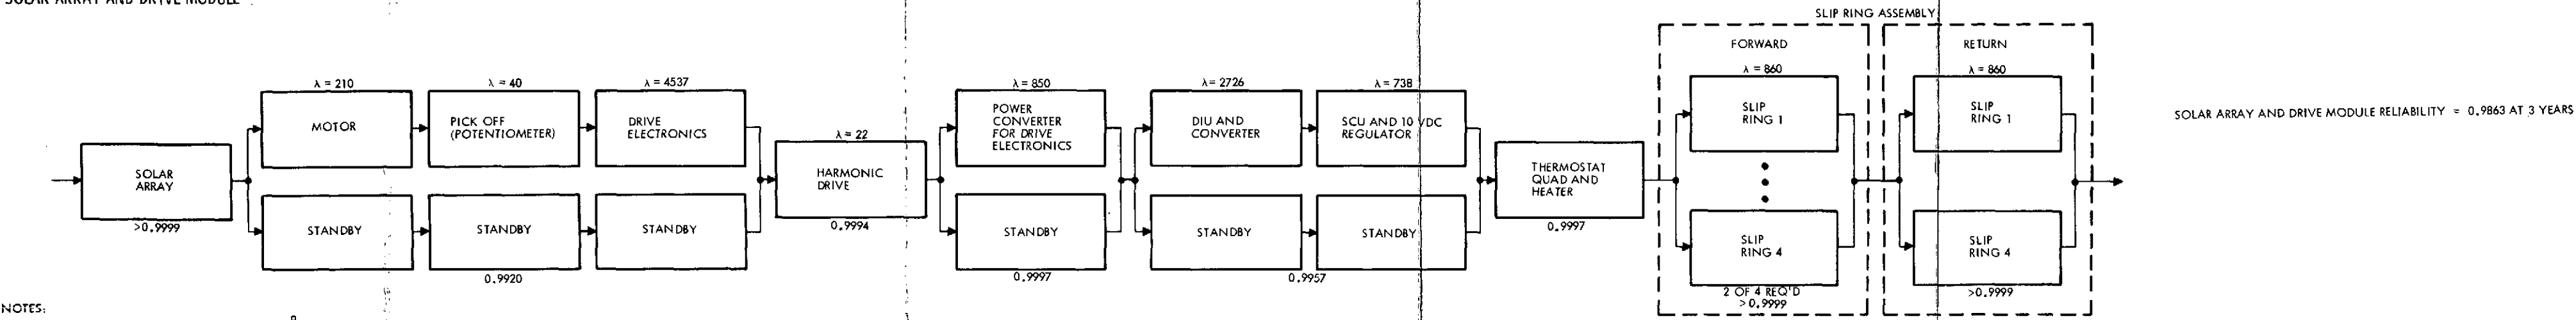 SOLAR ARRAY AND DRIVE MODULE
SLIP RING ASSEMBLY
FORWARD
RETURN
λ = 210
λ = 40
λ = 4537
λ = 850
λ = 2726
λ = 738
λ = 860
λ = 860
MOTOR
PICK OFF
(POTENTIOMETER)
DRIVE
ELECTRONICS
POWER
CONVERTER
FOR DRIVE
ELECTRONICS
DIU AND
CONVERTER
SCU AND 10 VDC
REGULATOR
SLIP
RING 1
SLIP
RING 1
SOLAR ARRAY AND DRIVE MODULE RELIABILITY = 0.9863 AT 3 YEARS
λ = 22
SOLAR
ARRAY
HARMONIC
DRIVE
THERMOSTAT
QUAD AND
HEATER
>0.9999
0.9994
0.9997
STANDBY
STANDBY
STANDBY
STANDBY
STANDBY
STANDBY
SLIP
RING 4
SLIP
RING 4
0.9920
0.9997
0.9957
2 OF 4 REQ'D
>0.9999
>0.9999
NOTES: